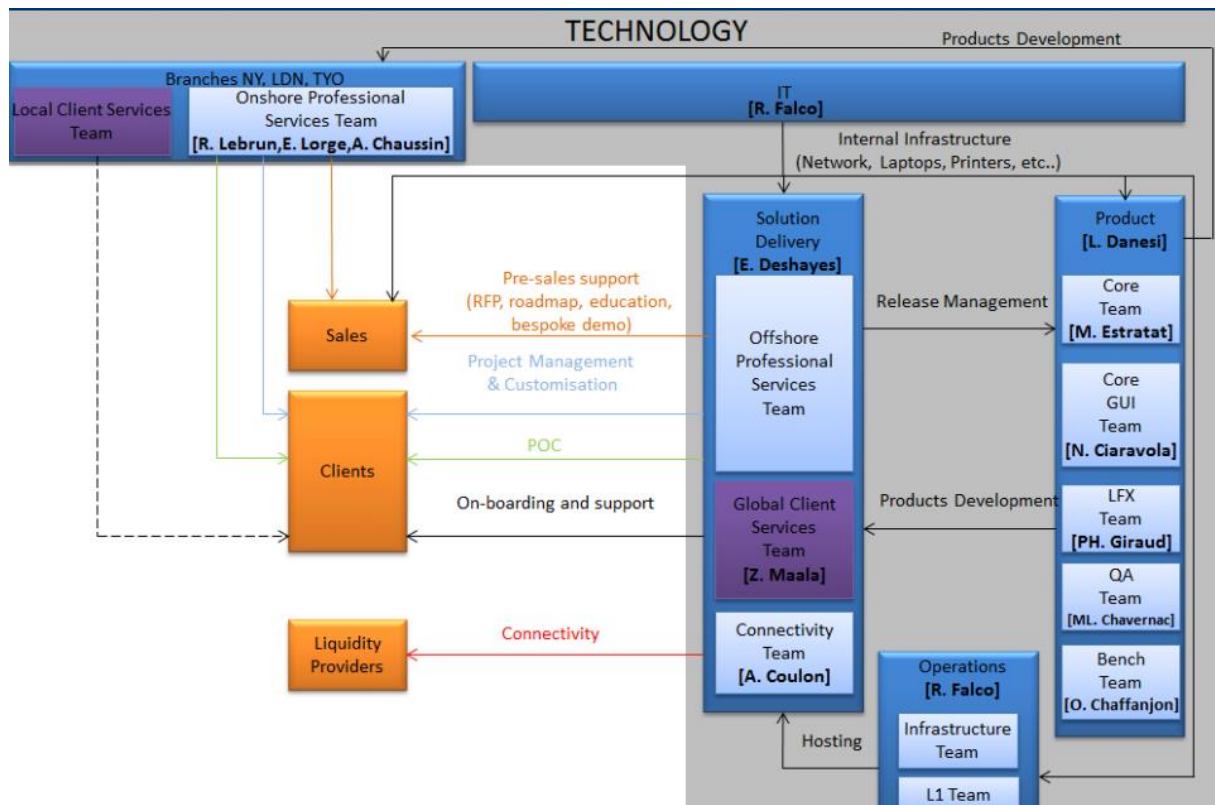 TECHNOLOGY
Products Development
Branches NY, LDN, TYO
Local Client Services
Team
Onshore Professional
Services Team
[R. Lebrun,E. Lorge,A. Chaussin]
IT
[R. Falco]
Internal Infrastructure
(Network, Laptops, Printers, etc..)
Solution
Delivery
[E. Deshayes]
Product
[L. Danesi]
Pre-sales support
(RFP, roadmap, education,
bespoke demo)
Sales
Release Management
Core
Team
[M. Estratat]
Offshore
Professional
Services
Team
Project Management
& Customisation
Core
GUI
Team
[N. Ciaravola]
POC
Clients
On-boarding and support
Global Client
Services
Team
[Z. Maala]
Products Development
LFX
Team
[PH. Giraud]
QA
Team
[ML. Chavernac]
Liquidity
Providers
Connectivity
Connectivity
Team
[A. Coulon]
Operations
[R. Falco]
Bench
Team
[O. Chaffanjon]
Hosting
Infrastructure
Team
L1 Team